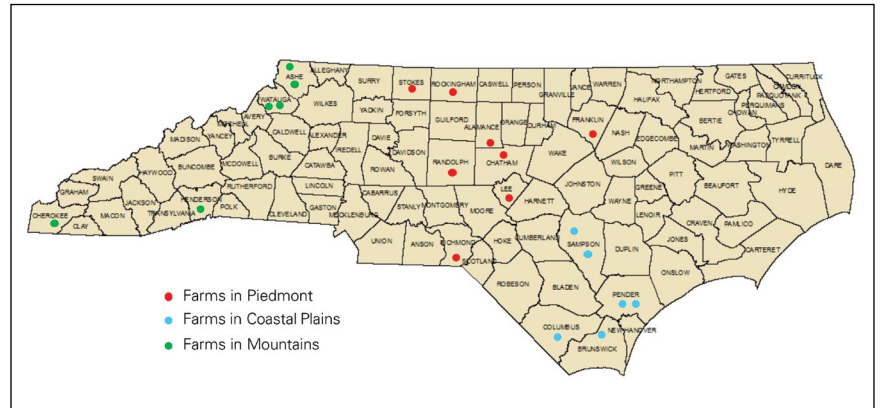 ALLEGHANY
ASHE
SURRY
STOKES
ROCKINGHAM
CASWELL
PERSON
GRANVILLE
VANCE
WARREN
NORTHAMPTON
GATES
CURRITUCK
CAMDEN
PASQUOTANK
HERTFORD
PERQUIMANS
CHOWAN
HALIFAX
BERTIE
WATAUGA
WILKES
YADKIN
FORSYTH
GUILFORD
ALAMANCE
ORANGE
DURHAM
FRANKLIN
NASH
EDGECOMBE
MARTIN
WASHINGTON
TYRRELL
DARE
AVERY
MITCHELL
YANCEY
MADISON
CALDWELL
ALEXANDER
IREDELL
DAVIE
DAVIDSON
RANDOLPH
CHATHAM
WAKE
WILSON
PITT
BEAUFORT
HYDE
HAYWOOD
BUNCOMBE
MCDOWELL
BURKE
CATAWBA
ROWAN
SWAIN
GRAHAM
JACKSON
HENDERSON
TRANSYLVANIA
RUTHERFORD
POLK
LINCOLN
CLEVELAND
GASTON
MECKLENBURG
CABARRUS
STANLY
MONTGOMERY
MOORE
LEE
HARNETT
JOHNSTON
WAYNE
GREENE
LENOIR
CRAVEN
PAMLICO
CARTERET
CHEROKEE
CLAY
MACON
UNION
ANSON
RICHMOND
SCOTLAND
HOKE
CUMBERLAND
SAMPSON
DUPLIN
JONES
ONSLOW
ROBESON
BLADEN
PENDER
COLUMBUS
NEW HANOVER
BRUNSWICK
Farms in Piedmont
Farms in Coastal Plains
Farms in Mountains